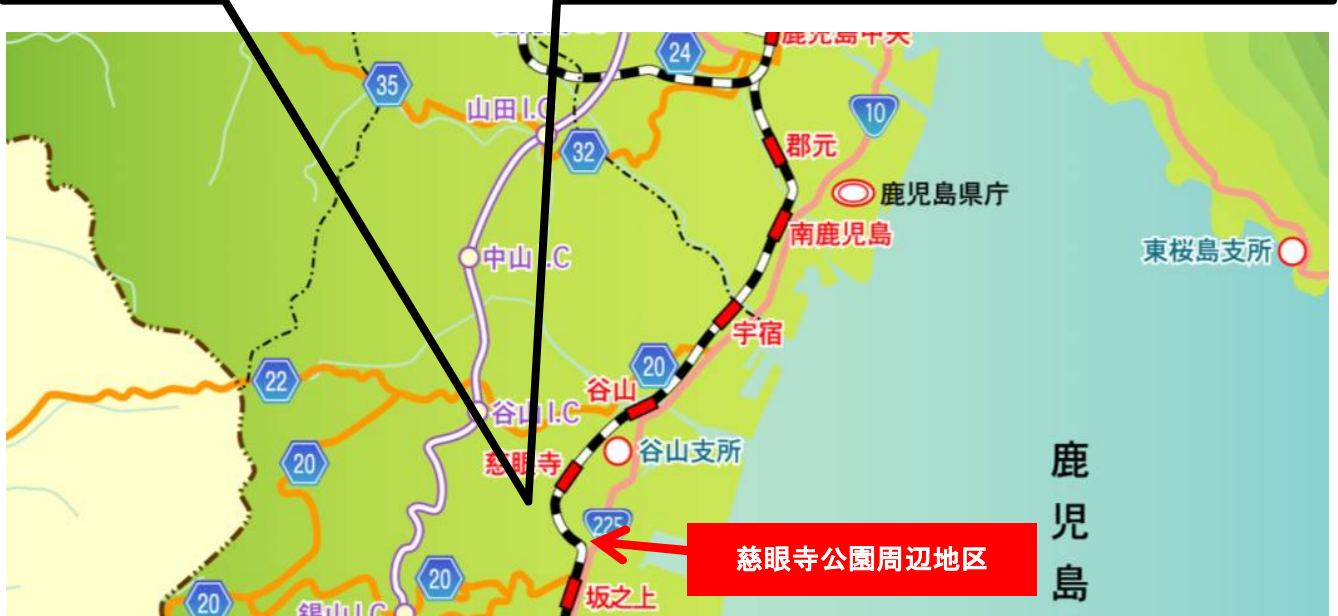 鹿児島中央
24
35
山田I.C
10
32
郡元
鹿児島県庁
南鹿児島
東桜島支所
中山I.C
宇宿
20
22
谷山
谷山I.C
谷山支所
慈眼寺
20
鹿児島
225
慈眼寺公園周辺地区
20
坂之上
20
錫山I.C